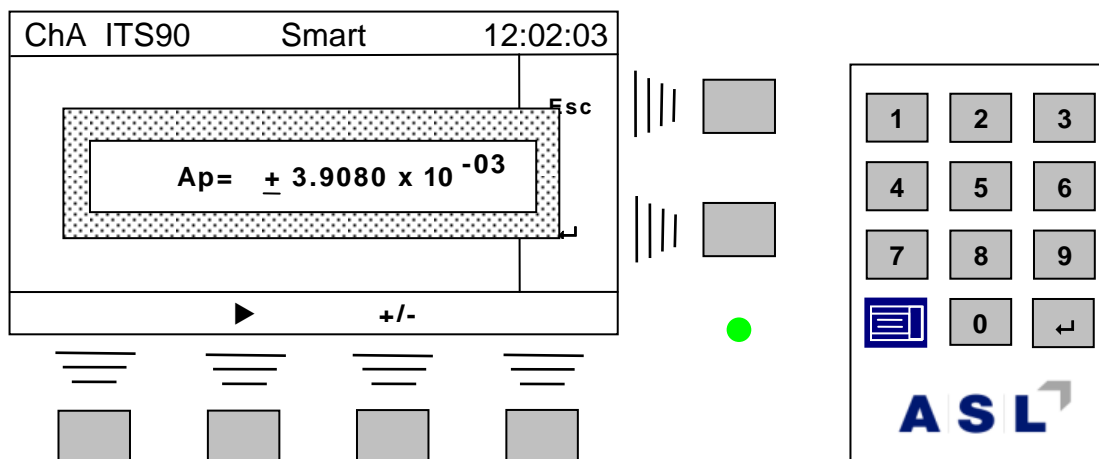 ChA ITS90 Smart 12:02:03
Esc
Ap= + 3.9080 x 10 -03
↵
▶ +/-
1 2 3
4 5 6
7 8 9
0 ↵
ASL